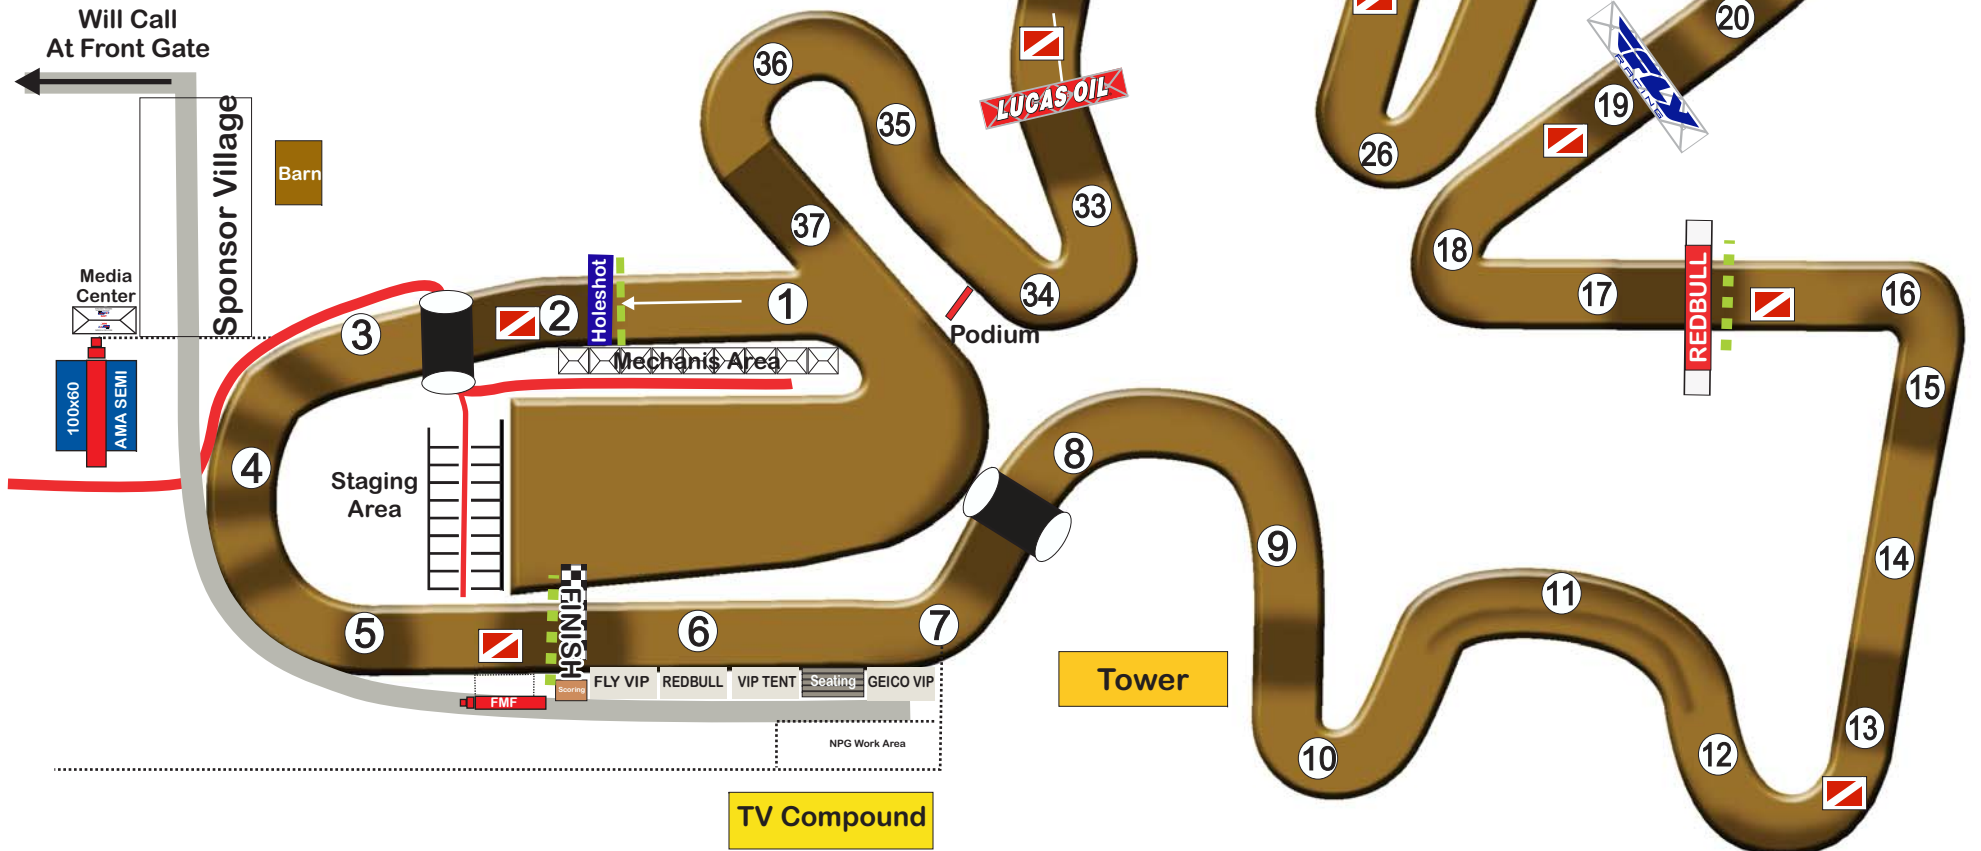 Will Call
At Front Gate
Sponsor Village
Barn
Media
Center
100x60
AMA SEMI
Holeshot
Mechanis Area
Staging
Area
FINISH
Scoring
FMF
FLY VIP
REDBULL
VIP TENT
Seating
GEICO VIP
NPG Work Area
TV Compound
Tower
Podium
LUCAS OIL
REDBULL
FLY
RACING
1
2
3
4
5
6
7
8
9
10
11
12
13
14
15
16
17
18
19
20
26
33
34
35
36
37